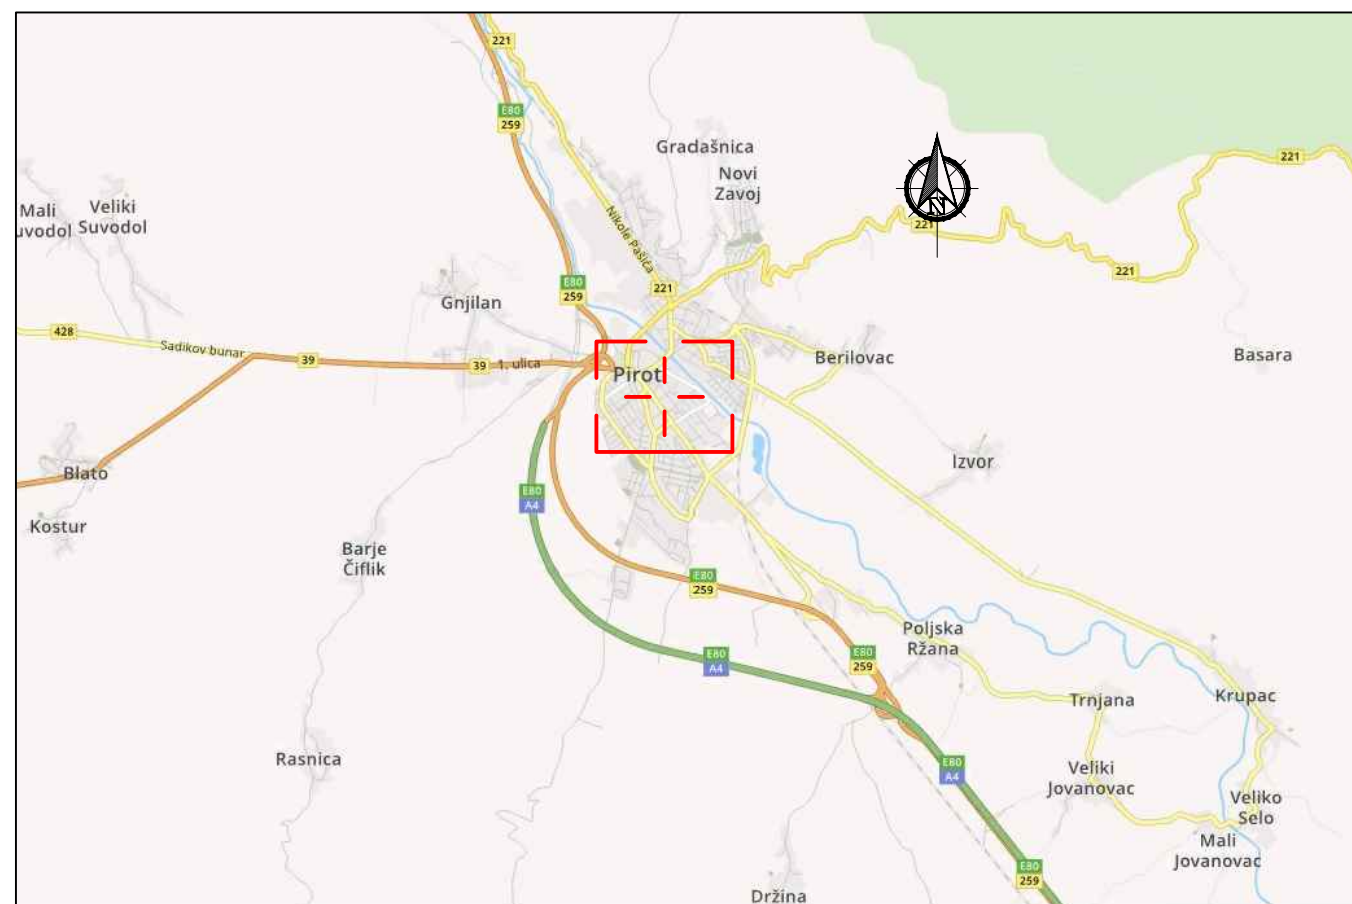 221
E80
259
Gradašnica
Novi
Zavoj
221
Mali
uvodol
Veliki
Suvodol
N
221
Nikole Pašića
221
E80
259
221
Gnjilan
428
Sadikov bunar
39
39
1. ulica
Pirot
Berilovac
Basara
Izvor
Blato
E80
A4
Kostur
Barje
Čiflik
E80
259
Poljska
Ržana
E80
A4
E80
259
Trnjana
Krupac
Rasnica
E80
A4
Veliki
Jovanovac
Veliko
Selo
Mali
Jovanovac
E80
259
Držina